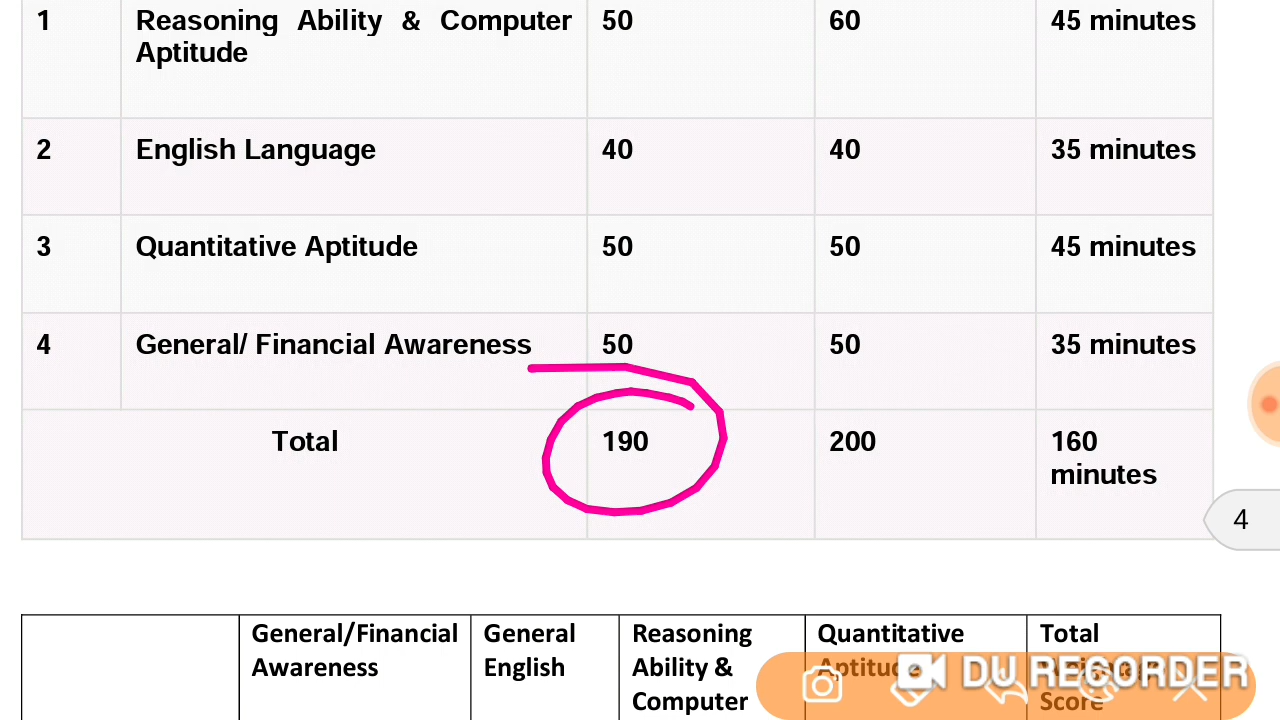 1 Reasoning Ability & Computer 50 60 45 minutes
Aptitude
2 English Language 40 40 35 minutes
3 Quantitative Aptitude 50 50 45 minutes
4 General/ Financial Awareness 50 50 35 minutes
Total 190 200 160
minutes
4
General/Financial General Reasoning Quantitative Total
Awareness English Ability & Aptitude
Computer Score
DU RECORDER